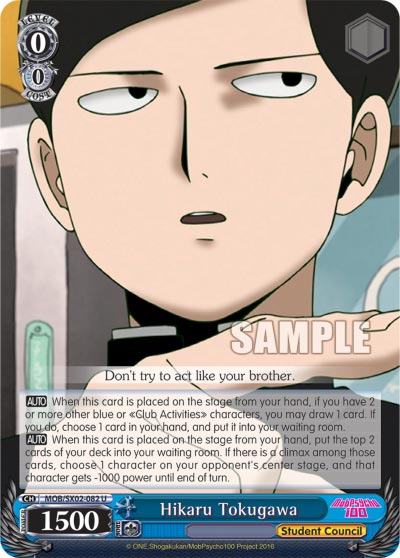 LEVEL
0
0
COST
SAMPLE
Don't try to act like your brother.
AUTO When this card is placed on the stage from your hand, if you have 2
or more other blue or «Club Activities» characters, you may draw 1 card. If
you do, choose 1 card in your hand, and put it into your waiting room.
AUTO When this card is placed on the stage from your hand, put the top 2
cards of your deck into your waiting room. If there is a climax among those
cards, choose 1 character on your opponent's center stage, and that
character gets -1000 power until end of turn.
CH MOB/SX02-082 U
POWER 1500 Hikaru Tokugawa MobPsycho 100
Student Council
© ONE,Shogakukan/MobPsycho100 Project 2016